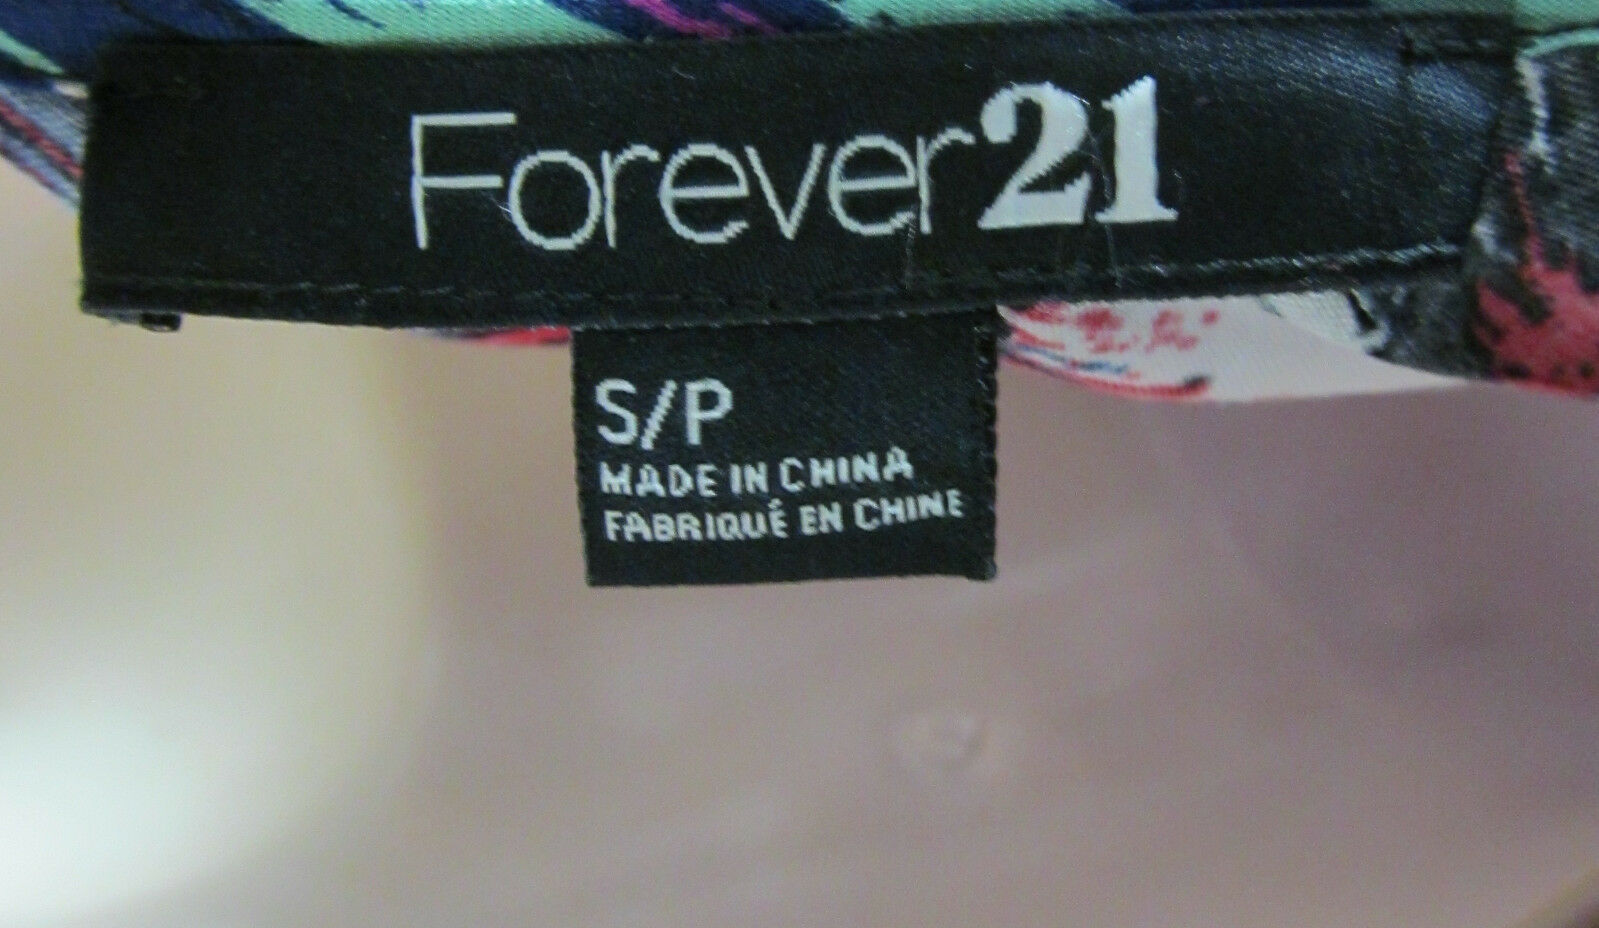 Forever21
S/P
MADE IN CHINA
FABRIQUÉ EN CHINE